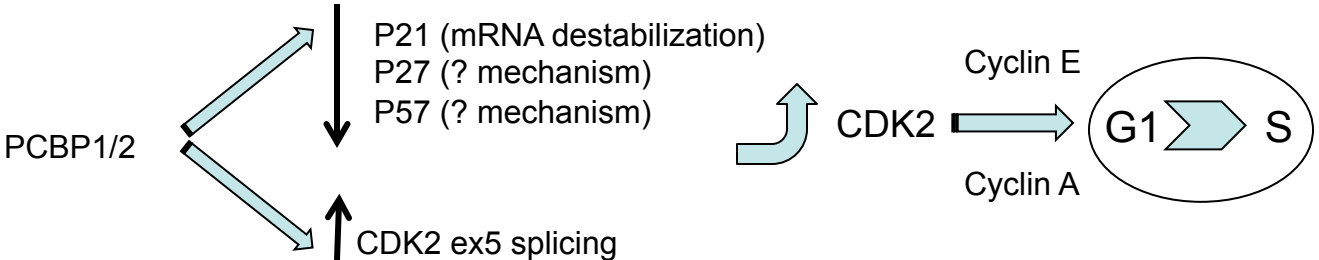 PCBP1/2
P21 (mRNA destabilization)
P27 (? mechanism)
P57 (? mechanism)
CDK2 ex5 splicing
CDK2
Cyclin E
Cyclin A
G1
S